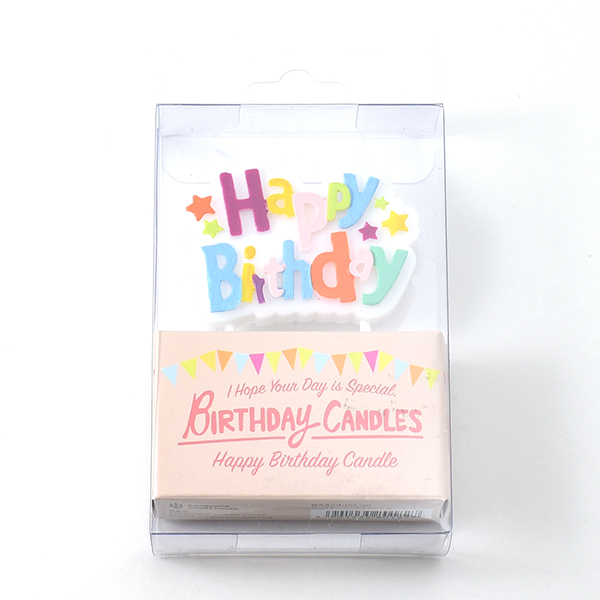 Happy
Birthday
I Hope Your Day is Special,
BIRTHDAY CANDLES
Happy Birthday Candle